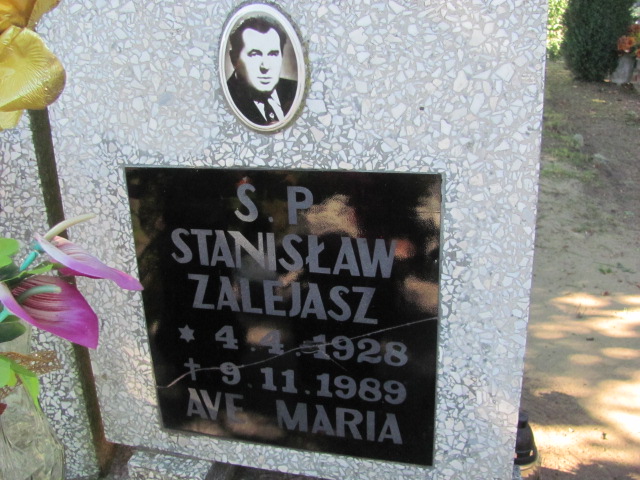 S. P
STANISŁAW
ZALEJASZ
* 4.4.1928
† 9.11.1989
AVE MARIA